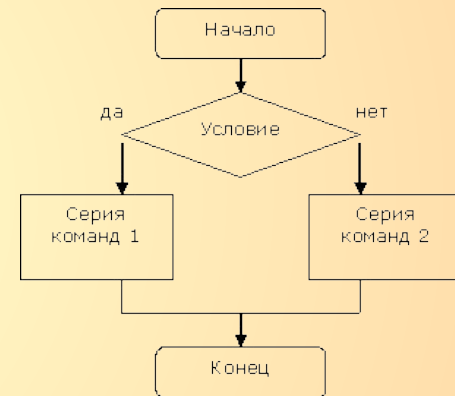 Начало
да
нет
Условие
Серия
команд 1
Серия
команд 2
Конец